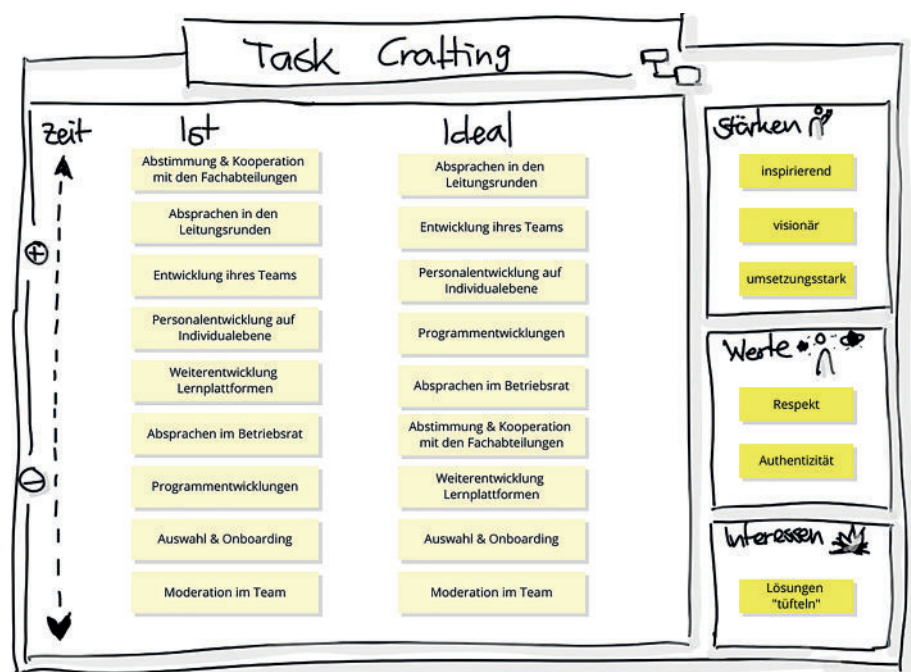 Task Crafting
Zeit
Ist
Abstimmung & Kooperation
mit den Fachabteilungen
Absprachen in den
Leitungsrunden
Entwicklung ihres Teams
Personalentwicklung auf
Individualebene
Weiterentwicklung
Lernplattformen
Absprachen im Betriebsrat
Programmentwicklungen
Auswahl & Onboarding
Moderation im Team
Ideal
Absprachen in den
Leitungsrunden
Entwicklung ihres Teams
Personalentwicklung auf
Individualebene
Programmentwicklungen
Absprachen im Betriebsrat
Abstimmung & Kooperation
mit den Fachabteilungen
Weiterentwicklung
Lernplattformen
Auswahl & Onboarding
Moderation im Team
Stärken
inspirierend
visionär
umsetzungsstark
Werte
Respekt
Authentizität
Interessen
Lösungen
"tüfteln"
+
-